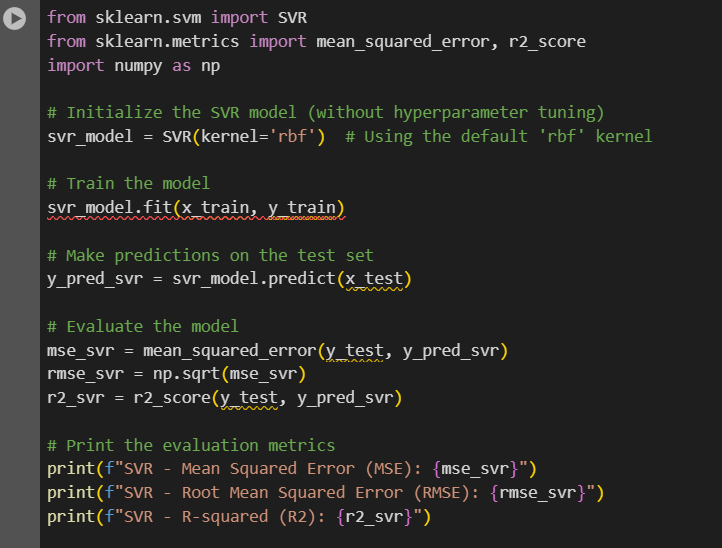 from sklearn.svm import SVR
from sklearn.metrics import mean_squared_error, r2_score
import numpy as np
# Initialize the SVR model (without hyperparameter tuning)
svr_model = SVR(kernel='rbf')  # Using the default 'rbf' kernel
# Train the model
svr_model.fit(x_train, y_train)
# Make predictions on the test set
y_pred_svr = svr_model.predict(x_test)
# Evaluate the model
mse_svr = mean_squared_error(y_test, y_pred_svr)
rmse_svr = np.sqrt(mse_svr)
r2_svr = r2_score(y_test, y_pred_svr)
# Print the evaluation metrics
print(f"SVR - Mean Squared Error (MSE): {mse_svr}")
print(f"SVR - Root Mean Squared Error (RMSE): {rmse_svr}")
print(f"SVR - R-squared (R2): {r2_svr}")